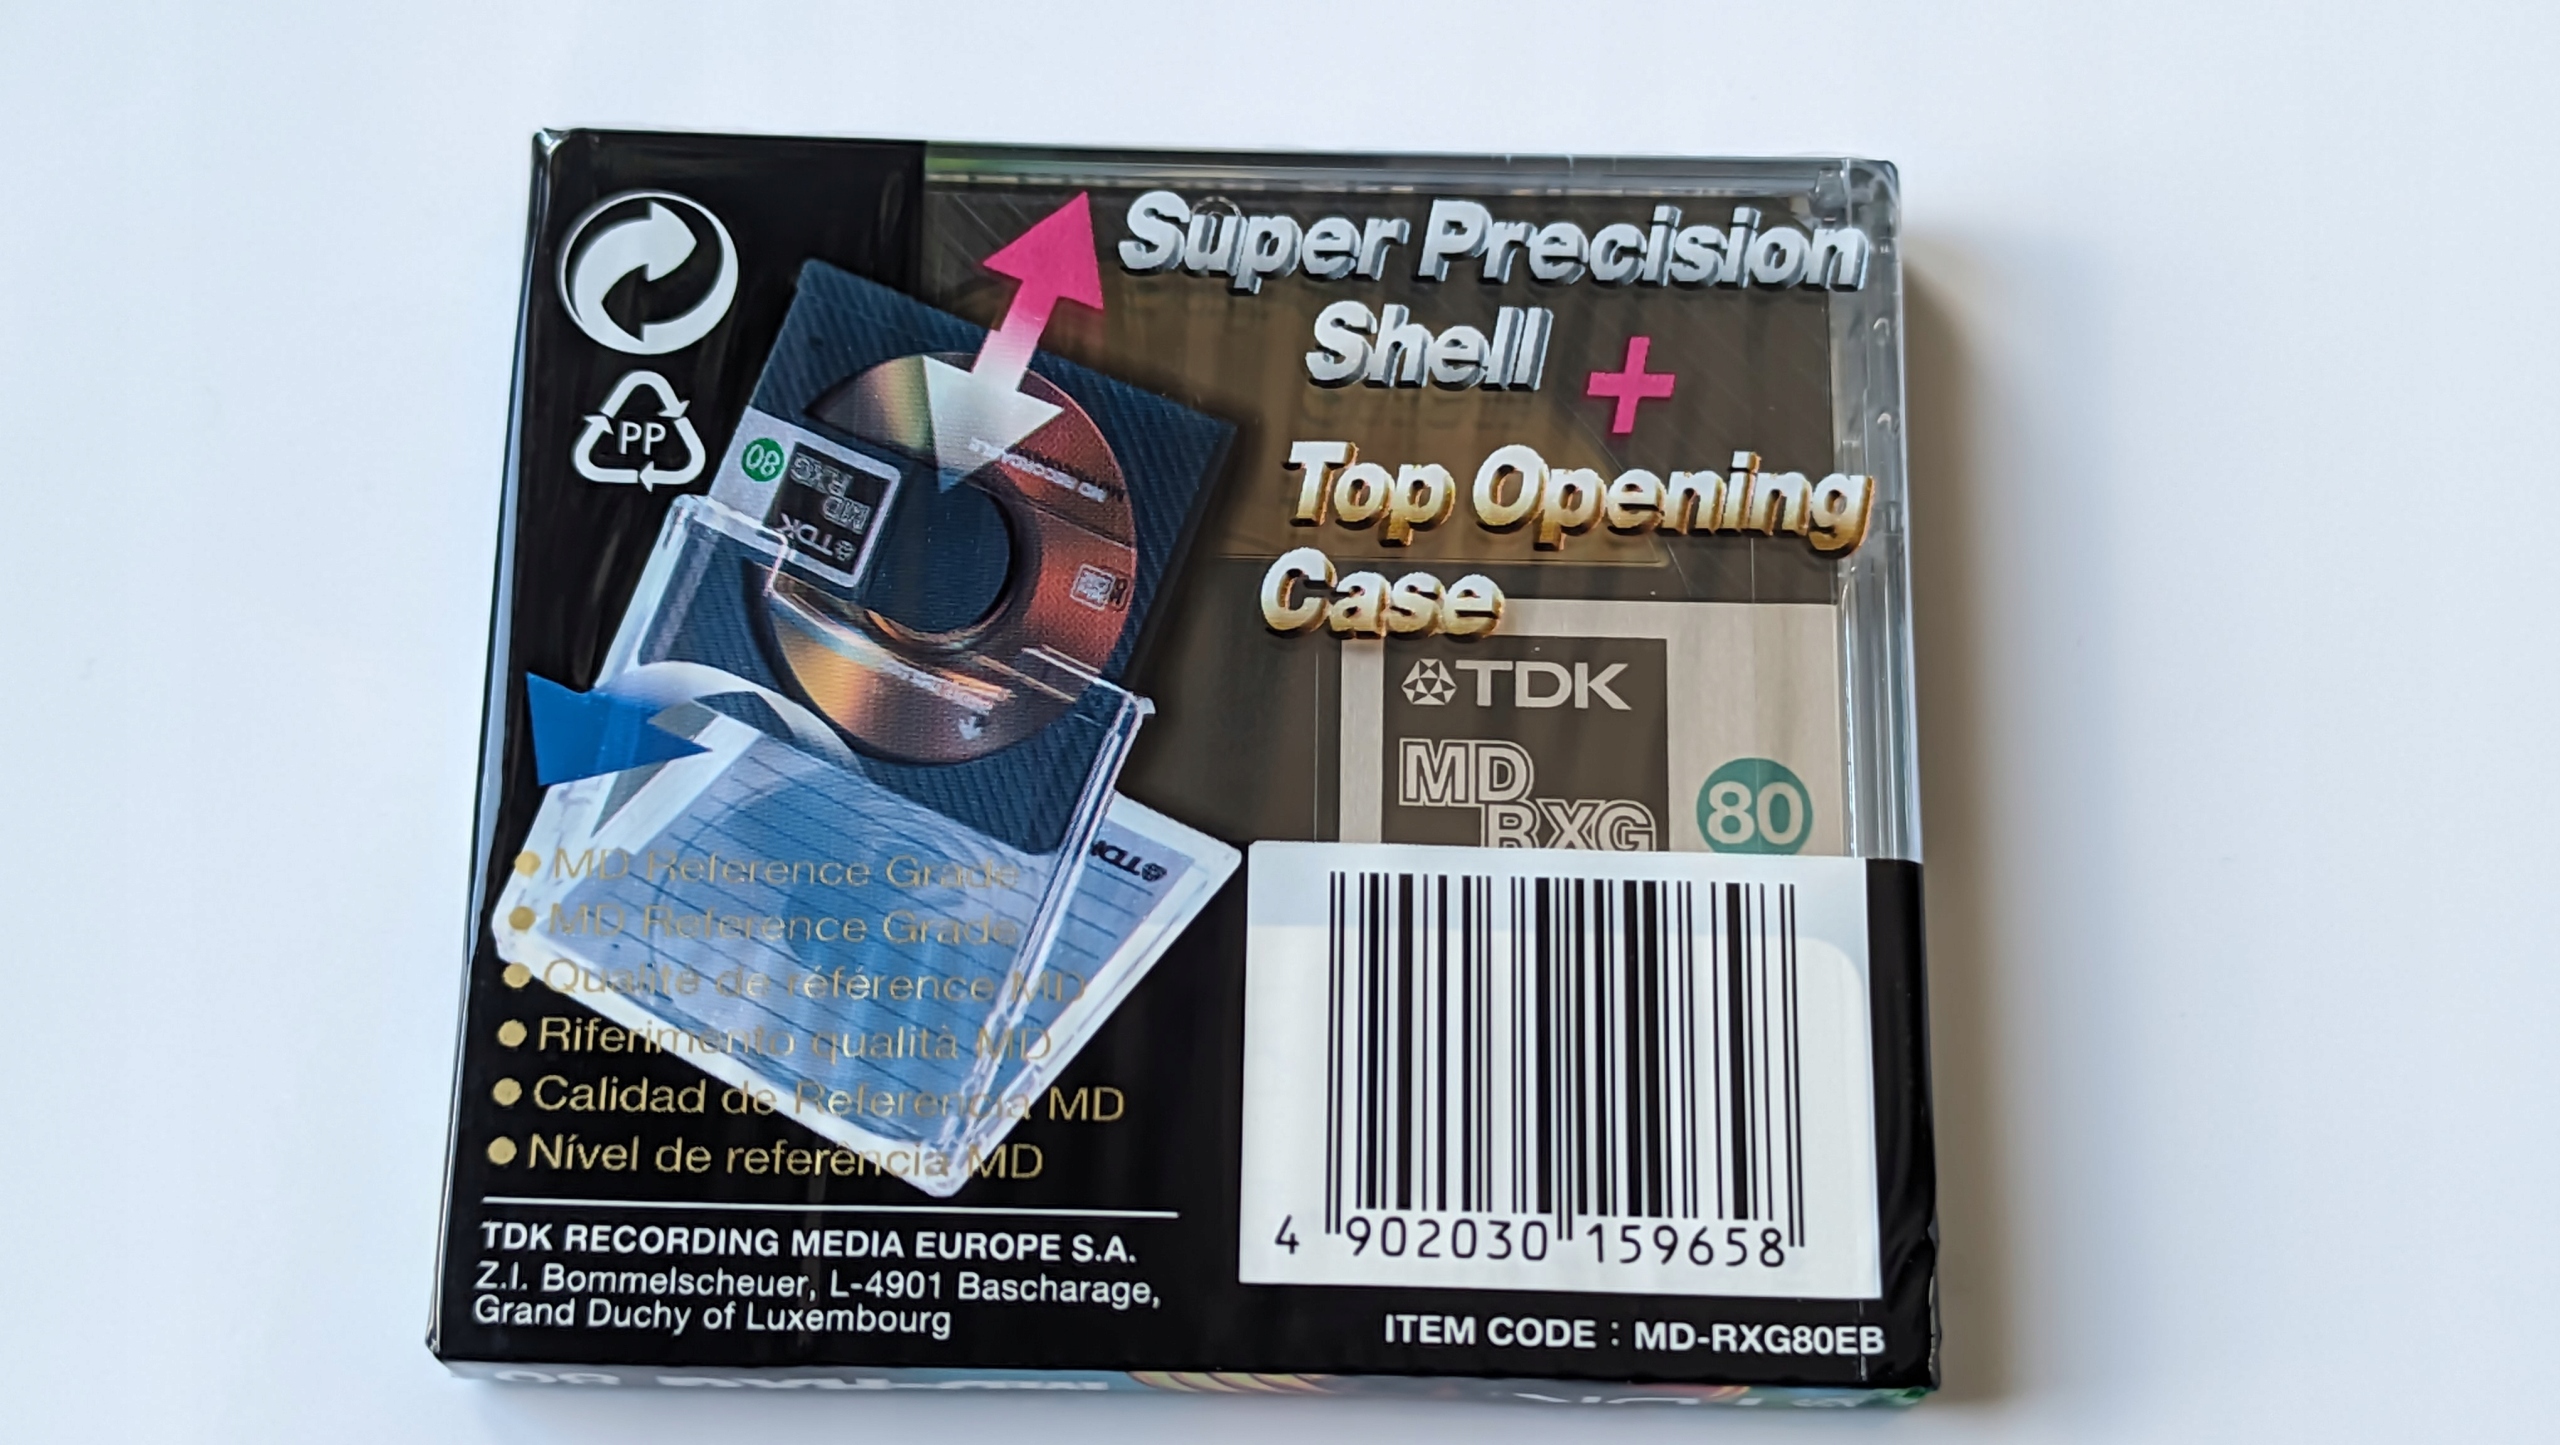 Super Precision
Shell +
Top Opening
Case
PP
80
MD
RXG
TDK
TDK
TDK
MD
RXG
80
● MD Reference Grade
● MD Reference Grade
● Qualité de référence MD
● Riferimento qualità MD
● Calidad de Referencia MD
● Nível de referência MD
TDK RECORDING MEDIA EUROPE S.A.
Z.I. Bommelscheuer, L-4901 Bascharage,
Grand Duchy of Luxembourg
4 902030 159658
ITEM CODE : MD-RXG80EB